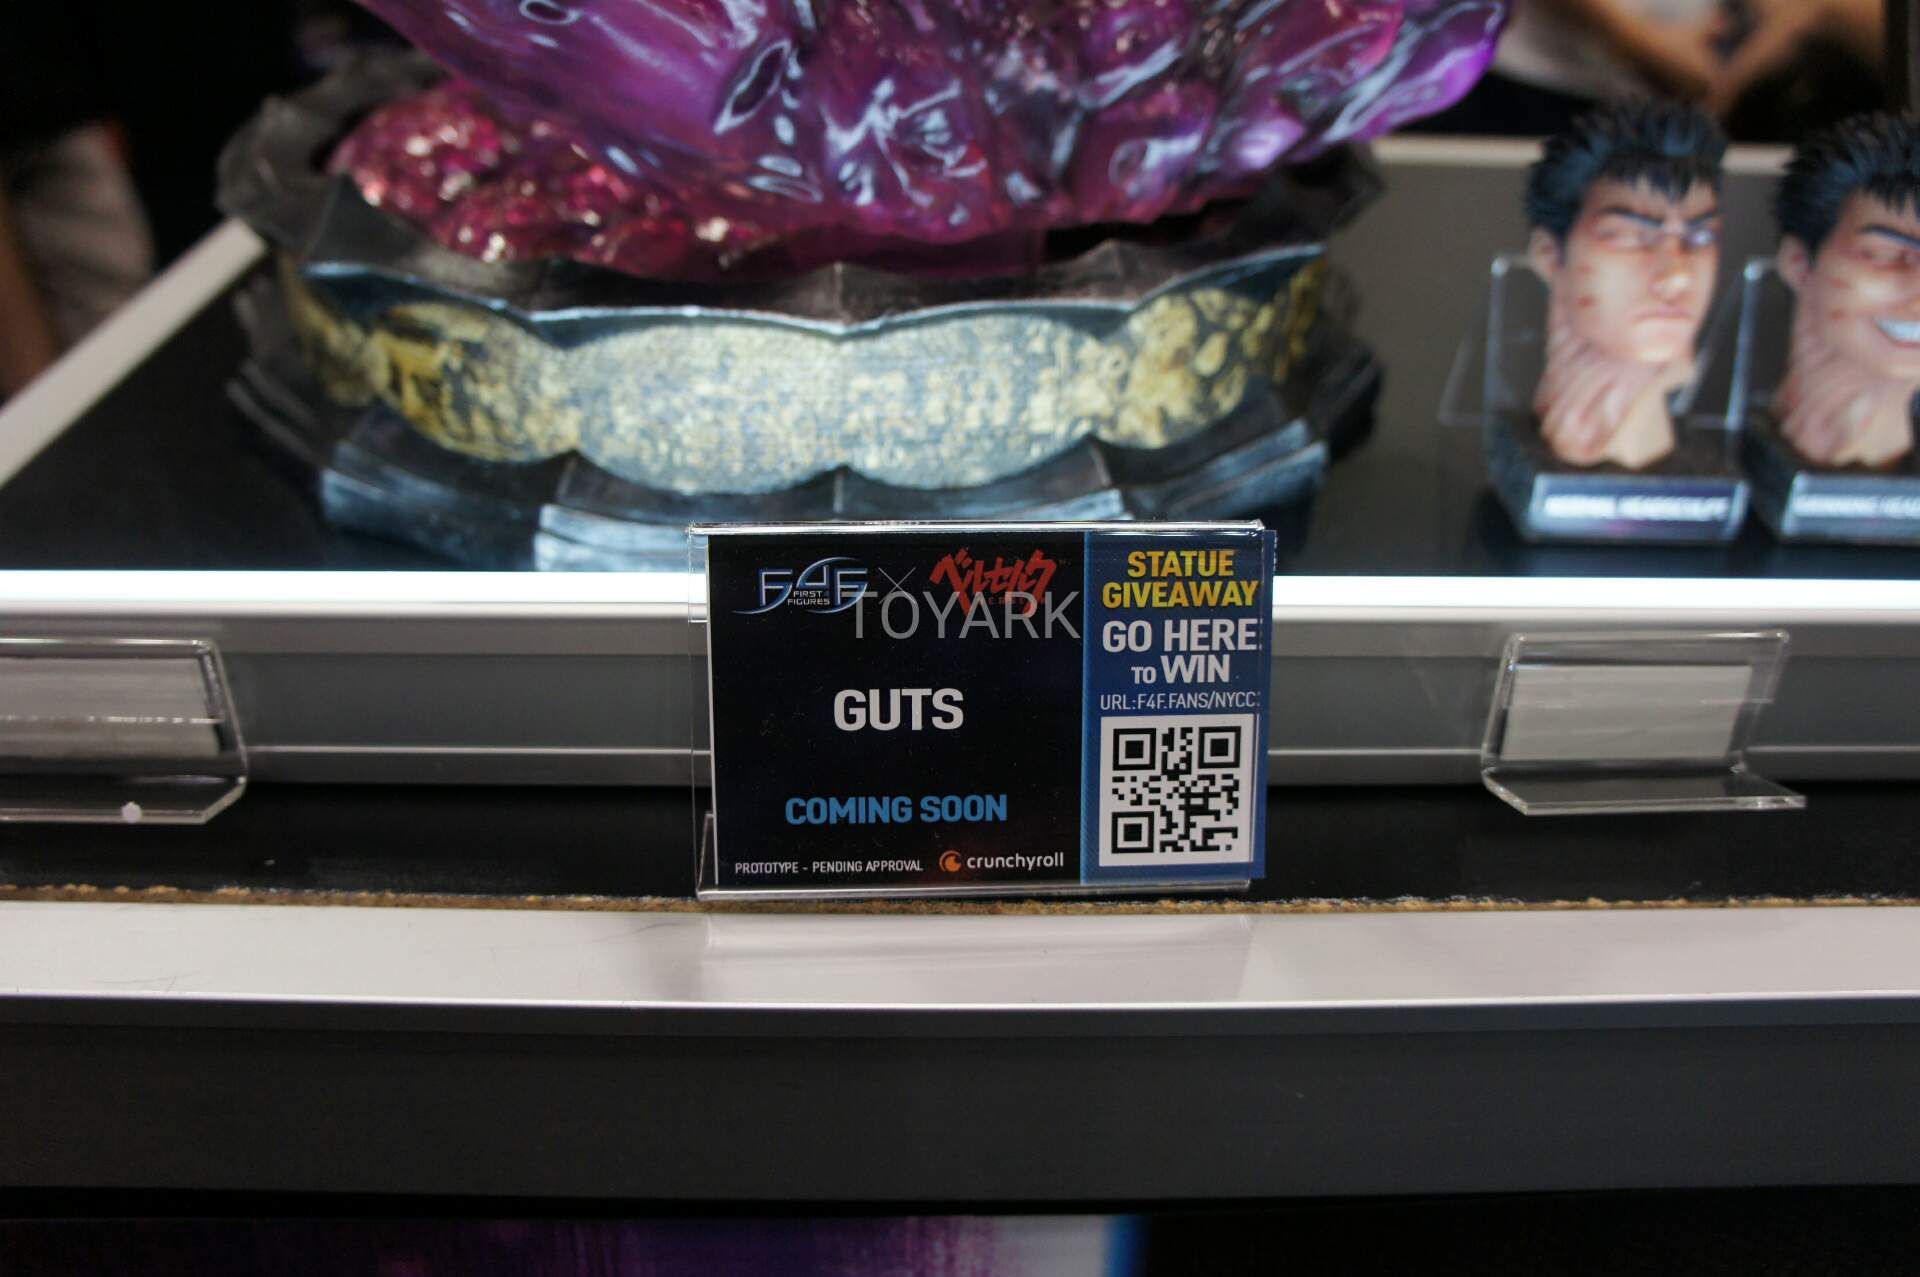 F4F
FIRST
FIGURES
×
ベルセルク
TOYARK
GUTS
COMING SOON
PROTOTYPE - PENDING APPROVAL
crunchyroll
STATUE
GIVEAWAY
GO HERE
TO WIN
URL:F4F.FANS/NYCC